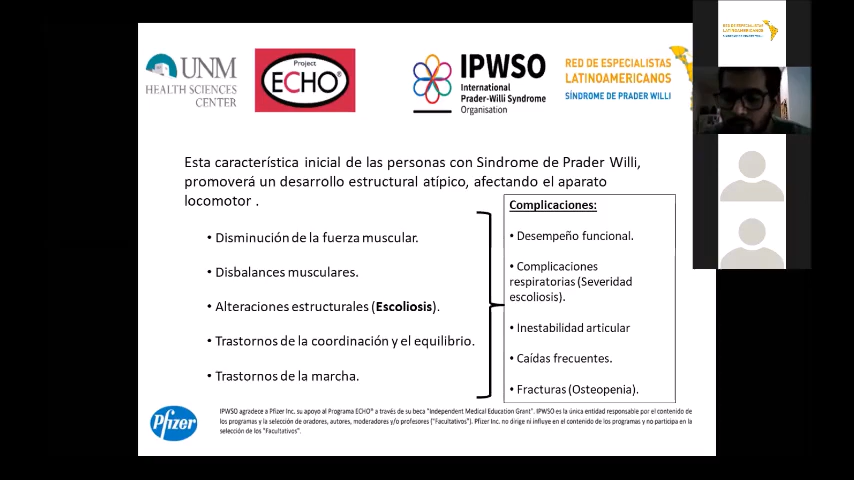 UNM
HEALTH SCIENCES
CENTER
Project
ECHO®
IPWSO
International
Prader-Willi Syndrome
Organisation
RED DE ESPECIALISTAS
LATINOAMERICANOS
SÍNDROME DE PRADER WILLI
RED DE ESPECIALISTAS
LATINOAMERICANOS
Esta característica inicial de las personas con Sindrome de Prader Willi,
promoverá un desarrollo estructural atípico, afectando el aparato
locomotor .
• Disminución de la fuerza muscular.
• Disbalances musculares.
• Alteraciones estructurales (Escoliosis).
• Trastornos de la coordinación y el equilibrio.
• Trastornos de la marcha.
Complicaciones:
• Desempeño funcional.
• Complicaciones
respiratorias (Severidad
escoliosis).
• Inestabilidad articular
• Caídas frecuentes.
• Fracturas (Osteopenia).
Pfizer
IPWSO agradece a Pfizer Inc. su apoyo al Programa ECHO® a través de su beca "Independent Medical Education Grant". IPWSO es la única entidad responsable por el contenido de
los programas y la selección de oradores, autores, moderadores y/o profesores ("Facultativos"). Pfizer Inc. no dirige ni influye en el contenido de los programas y no participa en la
selección de los "Facultativos".